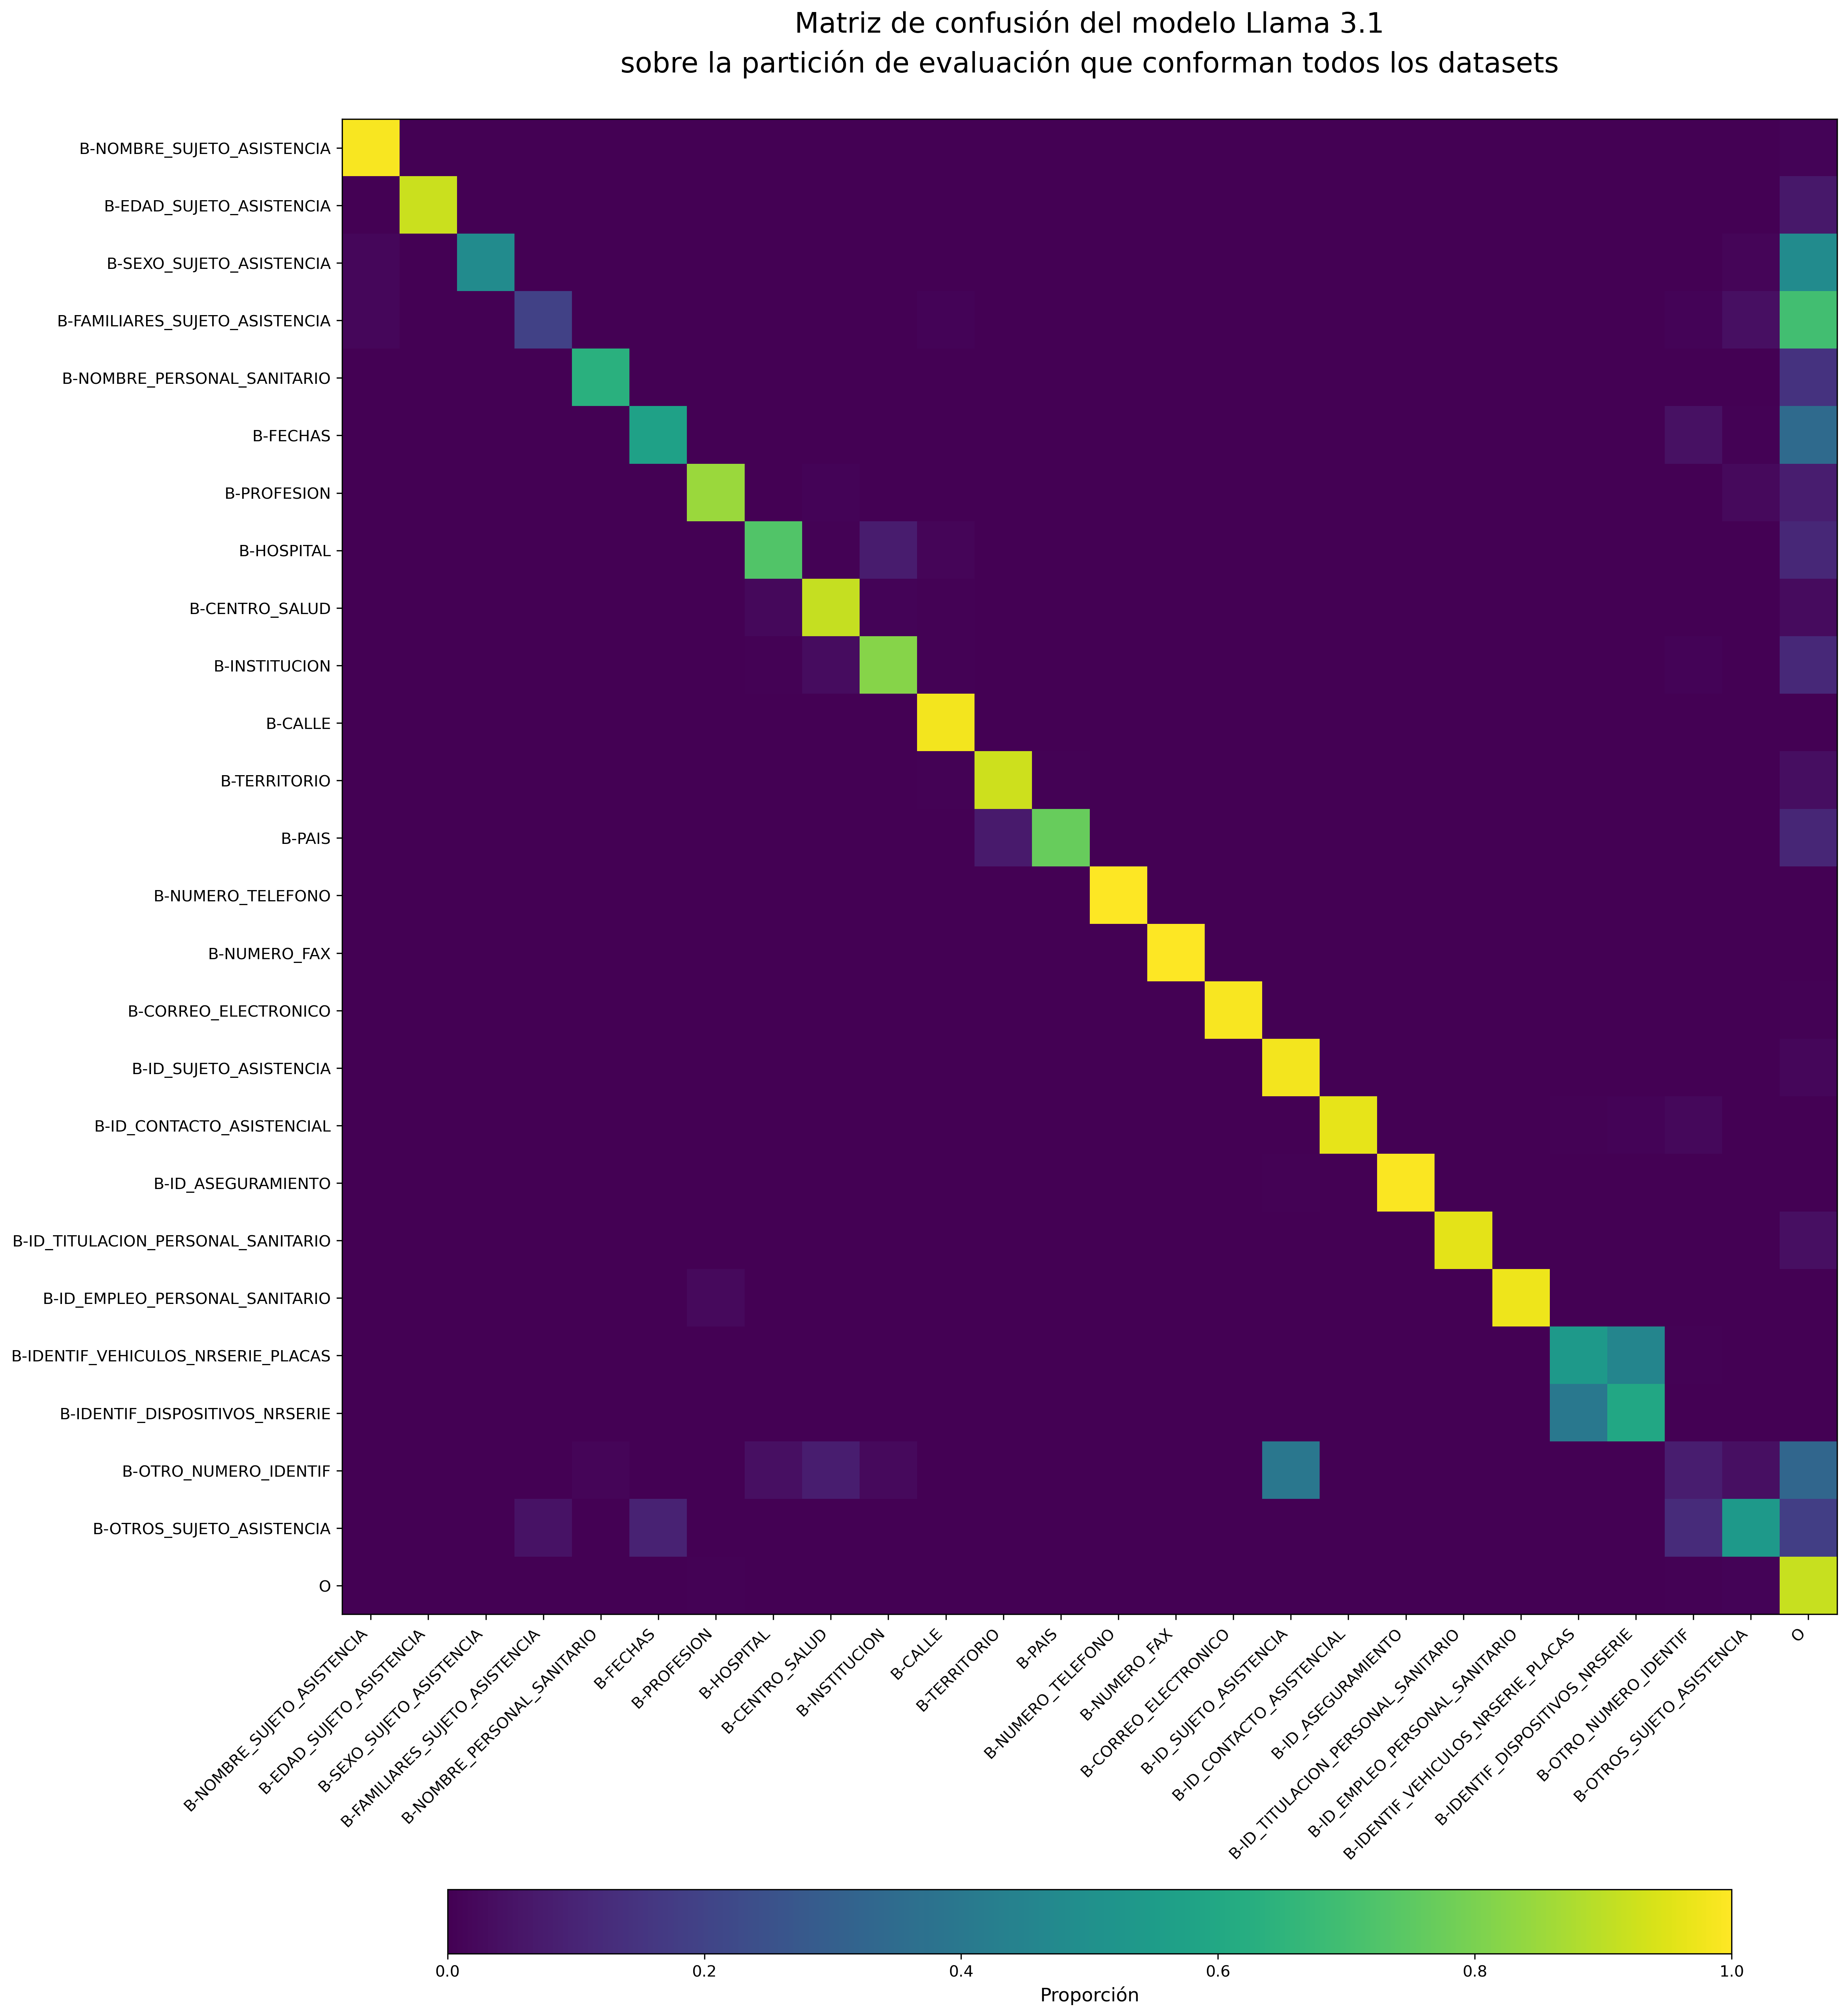 Matriz de confusión del modelo Llama 3.1
sobre la partición de evaluación que conforman todos los datasets
B-NOMBRE_SUJETO_ASISTENCIA
B-EDAD_SUJETO_ASISTENCIA
B-SEXO_SUJETO_ASISTENCIA
B-FAMILIARES_SUJETO_ASISTENCIA
B-NOMBRE_PERSONAL_SANITARIO
B-FECHAS
B-PROFESION
B-HOSPITAL
B-CENTRO_SALUD
B-INSTITUCION
B-CALLE
B-TERRITORIO
B-PAIS
B-NUMERO_TELEFONO
B-NUMERO_FAX
B-CORREO_ELECTRONICO
B-ID_SUJETO_ASISTENCIA
B-ID_CONTACTO_ASISTENCIAL
B-ID_ASEGURAMIENTO
B-ID_TITULACION_PERSONAL_SANITARIO
B-ID_EMPLEO_PERSONAL_SANITARIO
B-IDENTIF_VEHICULOS_NRSERIE_PLACAS
B-IDENTIF_DISPOSITIVOS_NRSERIE
B-OTRO_NUMERO_IDENTIF
B-OTROS_SUJETO_ASISTENCIA
O
B-NOMBRE_SUJETO_ASISTENCIA
B-EDAD_SUJETO_ASISTENCIA
B-SEXO_SUJETO_ASISTENCIA
B-FAMILIARES_SUJETO_ASISTENCIA
B-NOMBRE_PERSONAL_SANITARIO
B-FECHAS
B-PROFESION
B-HOSPITAL
B-CENTRO_SALUD
B-INSTITUCION
B-CALLE
B-TERRITORIO
B-PAIS
B-NUMERO_TELEFONO
B-NUMERO_FAX
B-CORREO_ELECTRONICO
B-ID_SUJETO_ASISTENCIA
B-ID_CONTACTO_ASISTENCIAL
B-ID_ASEGURAMIENTO
B-ID_TITULACION_PERSONAL_SANITARIO
B-ID_EMPLEO_PERSONAL_SANITARIO
B-IDENTIF_VEHICULOS_NRSERIE_PLACAS
B-IDENTIF_DISPOSITIVOS_NRSERIE
B-OTRO_NUMERO_IDENTIF
B-OTROS_SUJETO_ASISTENCIA
O
0.0 0.2 0.4 0.6 0.8 1.0
Proporción